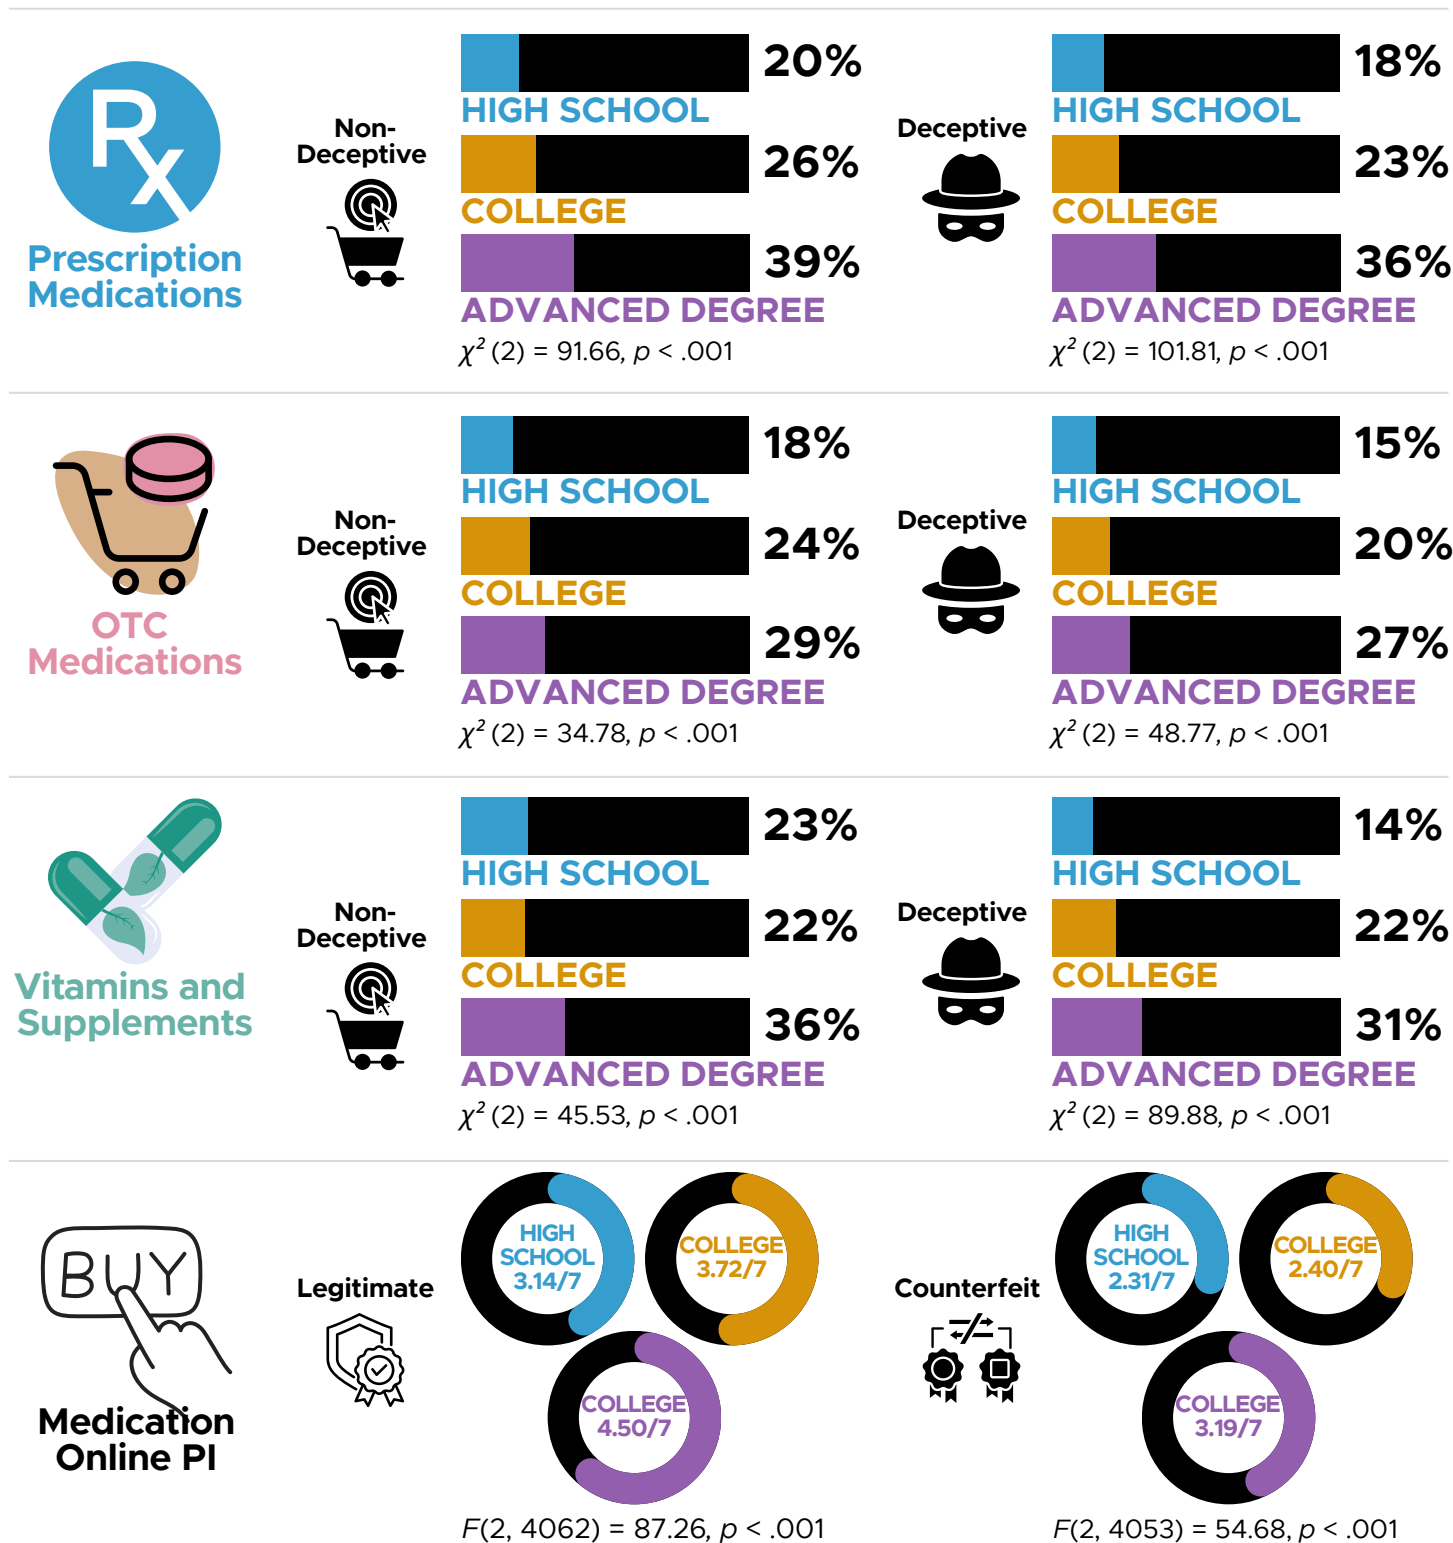 Rx
Prescription
Medications
Non-
Deceptive
20%
HIGH SCHOOL
26%
COLLEGE
39%
ADVANCED DEGREE
χ² (2) = 91.66, p < .001
Deceptive
18%
HIGH SCHOOL
23%
COLLEGE
36%
ADVANCED DEGREE
χ² (2) = 101.81, p < .001
OTC
Medications
Non-
Deceptive
18%
HIGH SCHOOL
24%
COLLEGE
29%
ADVANCED DEGREE
χ² (2) = 34.78, p < .001
Deceptive
15%
HIGH SCHOOL
20%
COLLEGE
27%
ADVANCED DEGREE
χ² (2) = 48.77, p < .001
Vitamins and
Supplements
Non-
Deceptive
23%
HIGH SCHOOL
22%
COLLEGE
36%
ADVANCED DEGREE
χ² (2) = 45.53, p < .001
Deceptive
14%
HIGH SCHOOL
22%
COLLEGE
31%
ADVANCED DEGREE
χ² (2) = 89.88, p < .001
BUY
Medication
Online PI
Legitimate
HIGH
SCHOOL
3.14/7
COLLEGE
3.72/7
COLLEGE
4.50/7
F(2, 4062) = 87.26, p < .001
Counterfeit
HIGH
SCHOOL
2.31/7
COLLEGE
2.40/7
COLLEGE
3.19/7
F(2, 4053) = 54.68, p < .001